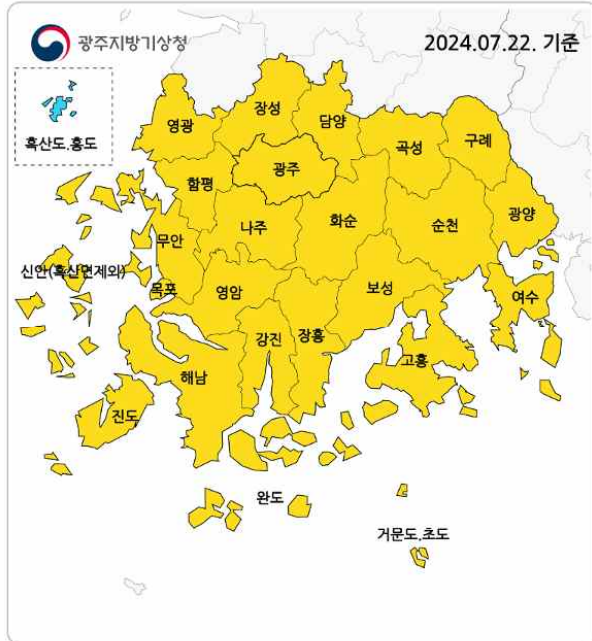 광주지방기상청
2024.07.22. 기준
흑산도.홍도
영광
장성
담양
곡성
구례
함평
광주
나주
화순
순천
광양
무안
신안(흑산면제외)
목포
영암
보성
여수
강진
장흥
고흥
해남
진도
완도
거문도.초도